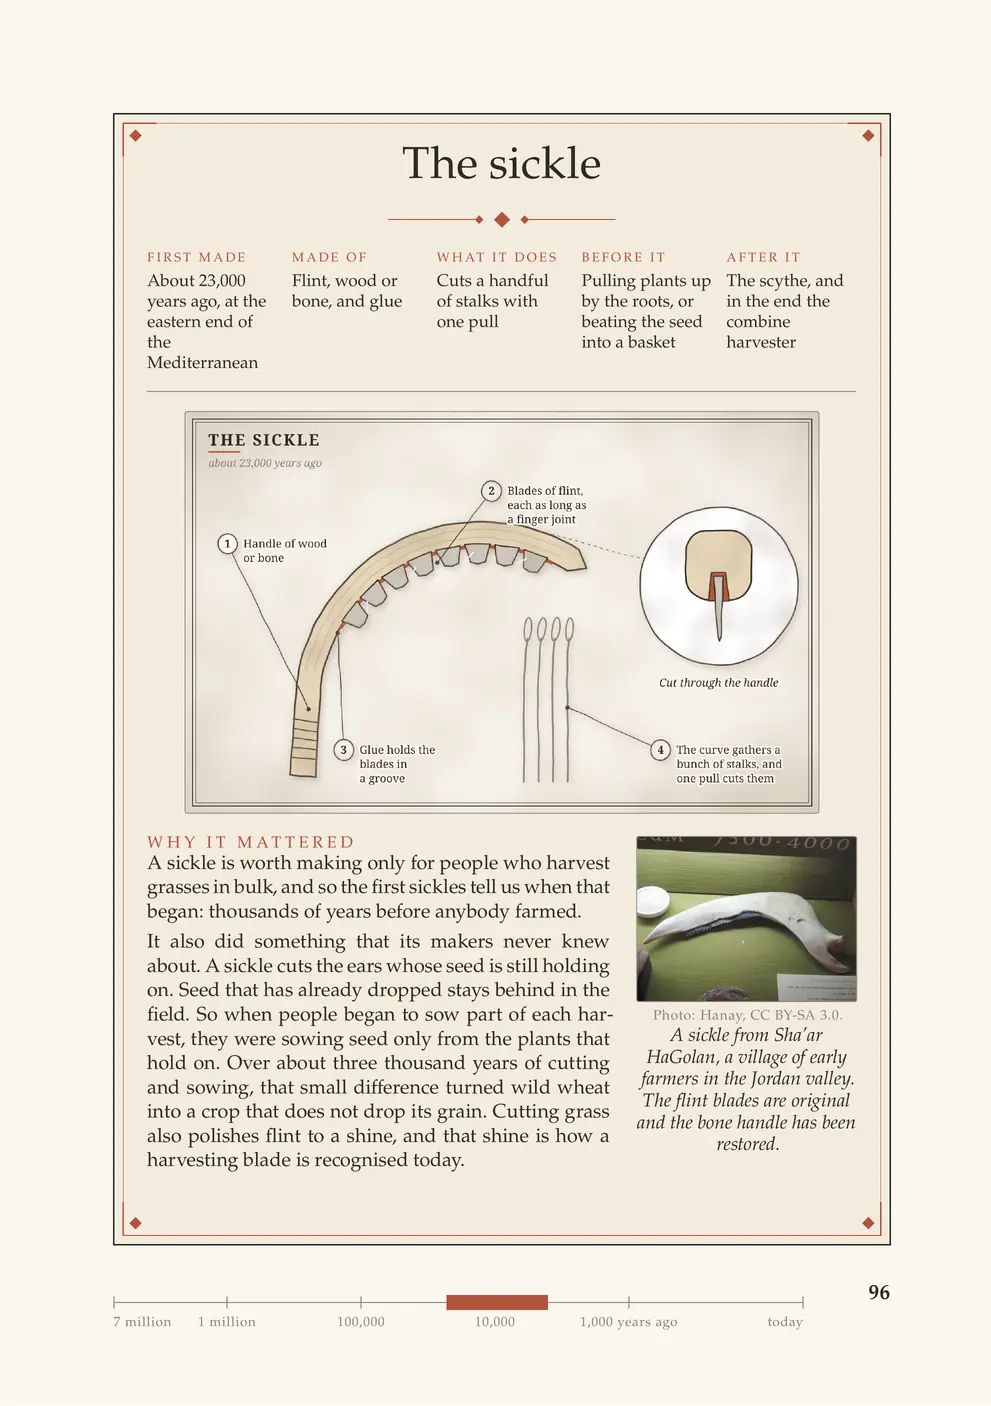 The sickle
FIRST MADE
About 23,000
years ago, at the
eastern end of
the
Mediterranean
MADE OF
Flint, wood or
bone, and glue
WHAT IT DOES
Cuts a handful
of stalks with
one pull
BEFORE IT
Pulling plants up
by the roots, or
beating the seed
into a basket
AFTER IT
The scythe, and
in the end the
combine
harvester
THE SICKLE
about 23,000 years ago
1 Handle of wood
or bone
2 Blades of flint,
each as long as
a finger joint
Cut through the handle
3 Glue holds the
blades in
a groove
4 The curve gathers a
bunch of stalks, and
one pull cuts them
WHY IT MATTERED
A sickle is worth making only for people who harvest
grasses in bulk, and so the first sickles tell us when that
began: thousands of years before anybody farmed.
It also did something that its makers never knew
about. A sickle cuts the ears whose seed is still holding
on. Seed that has already dropped stays behind in the
field. So when people began to sow part of each har-
vest, they were sowing seed only from the plants that
hold on. Over about three thousand years of cutting
and sowing, that small difference turned wild wheat
into a crop that does not drop its grain. Cutting grass
also polishes flint to a shine, and that shine is how a
harvesting blade is recognised today.
7500-4000
Photo: Hanay, CC BY-SA 3.0.
A sickle from Sha’ar
HaGolan, a village of early
farmers in the Jordan valley.
The flint blades are original
and the bone handle has been
restored.
96
7 million
1 million
100,000
10,000
1,000 years ago
today